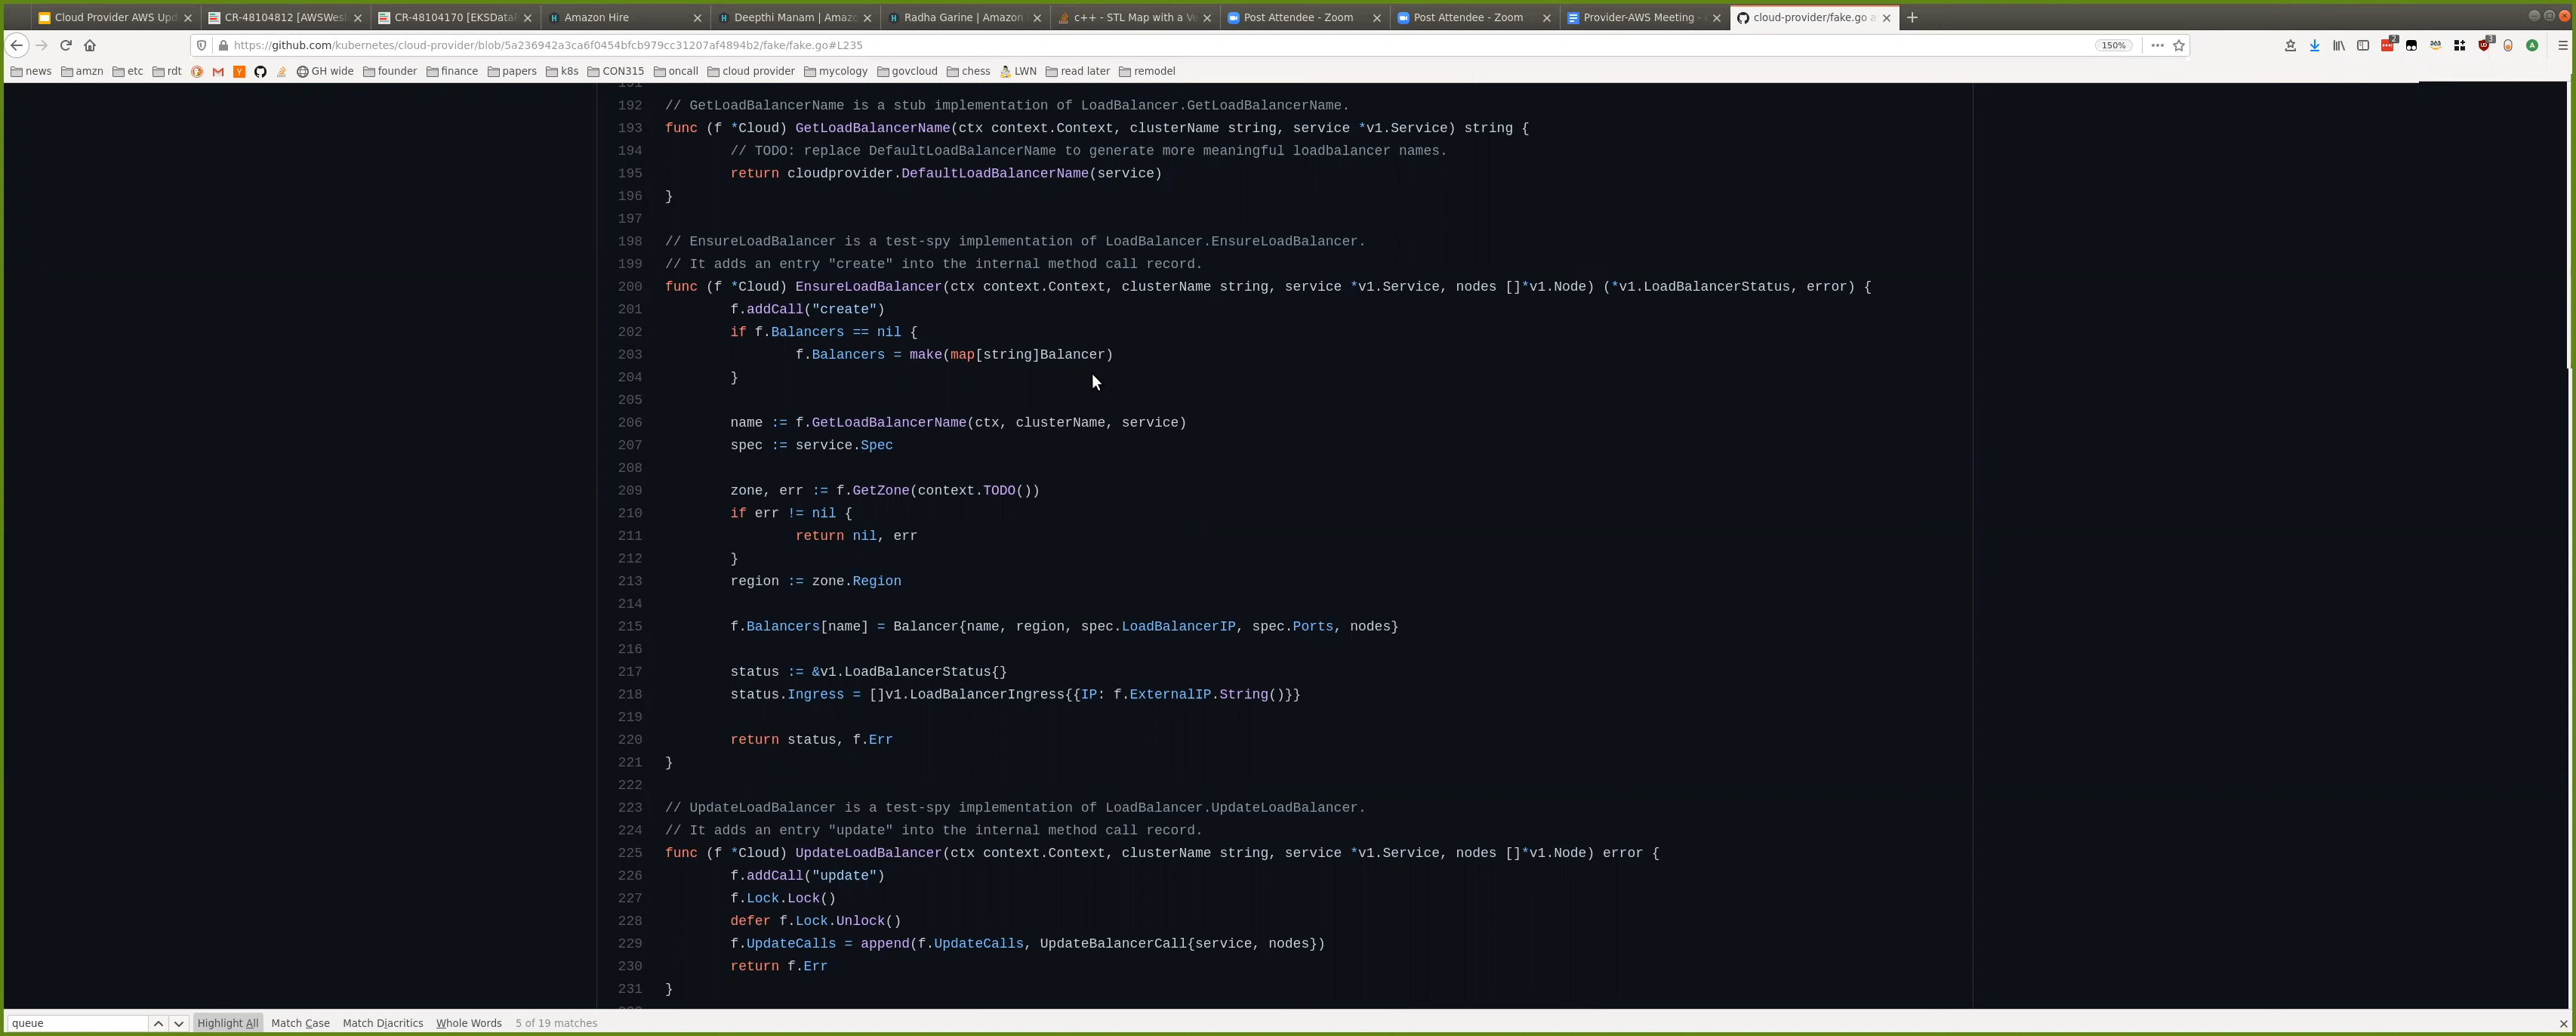 Cloud Provider AWS Upd
CR-48104812 [AWSWes
CR-48104170 [EKSData
Amazon Hire
Deepthi Manam | Amazo
Radha Garine | Amazon
c++ - STL Map with a Ve
Post Attendee - Zoom
Post Attendee - Zoom
Provider-AWS Meeting -
cloud-provider/fake.go a
https://github.com/kubernetes/cloud-provider/blob/5a236942a3ca6f0454bfcb979cc31207af4894b2/fake/fake.go#L235
150%
news amzn etc rdt GH wide founder finance papers k8s CON315 oncall cloud provider mycology govcloud chess LWN read later remodel
191
192 // GetLoadBalancerName is a stub implementation of LoadBalancer.GetLoadBalancerName.
193 func (f *Cloud) GetLoadBalancerName(ctx context.Context, clusterName string, service *v1.Service) string {
194 // TODO: replace DefaultLoadBalancerName to generate more meaningful loadbalancer names.
195 return cloudprovider.DefaultLoadBalancerName(service)
196 }
197
198 // EnsureLoadBalancer is a test-spy implementation of LoadBalancer.EnsureLoadBalancer.
199 // It adds an entry "create" into the internal method call record.
200 func (f *Cloud) EnsureLoadBalancer(ctx context.Context, clusterName string, service *v1.Service, nodes []*v1.Node) (*v1.LoadBalancerStatus, error) {
201 f.addCall("create")
202 if f.Balancers == nil {
203 f.Balancers = make(map[string]Balancer)
204 }
205
206 name := f.GetLoadBalancerName(ctx, clusterName, service)
207 spec := service.Spec
208
209 zone, err := f.GetZone(context.TODO())
210 if err != nil {
211 return nil, err
212 }
213 region := zone.Region
214
215 f.Balancers[name] = Balancer{name, region, spec.LoadBalancerIP, spec.Ports, nodes}
216
217 status := &v1.LoadBalancerStatus{}
218 status.Ingress = []v1.LoadBalancerIngress{{IP: f.ExternalIP.String()}}
219
220 return status, f.Err
221 }
222
223 // UpdateLoadBalancer is a test-spy implementation of LoadBalancer.UpdateLoadBalancer.
224 // It adds an entry "update" into the internal method call record.
225 func (f *Cloud) UpdateLoadBalancer(ctx context.Context, clusterName string, service *v1.Service, nodes []*v1.Node) error {
226 f.addCall("update")
227 f.Lock.Lock()
228 defer f.Lock.Unlock()
229 f.UpdateCalls = append(f.UpdateCalls, UpdateBalancerCall{service, nodes})
230 return f.Err
231 }
queue Highlight All Match Case Match Diacritics Whole Words 5 of 19 matches